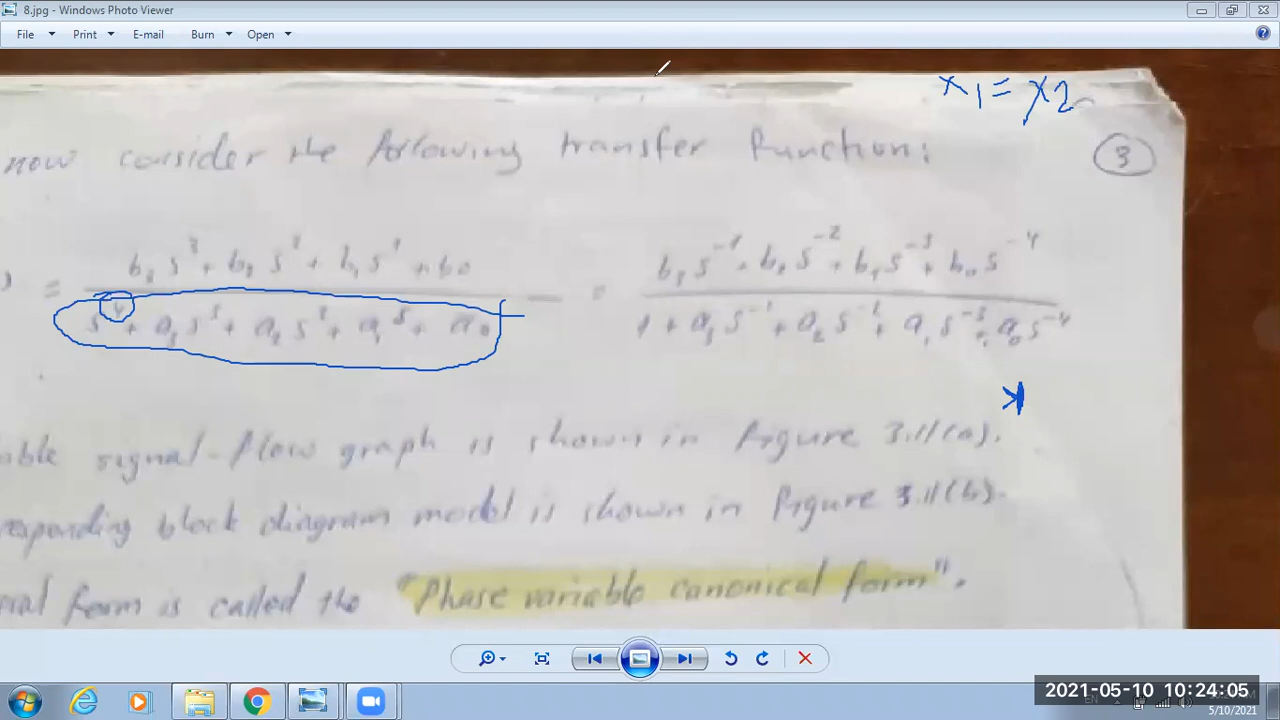 8.jpg - Windows Photo Viewer
File Print E-mail Burn Open
x1 = x2
now consider the following transfer function: 3
= b3 s^3 + b2 s^2 + b1 s^1 + b0 / s^4 + a3 s^3 + a2 s^2 + a1 s + a0 = b3 s^-1 + b2 s^-2 + b1 s^-3 + b0 s^-4 / 1 + a3 s^-1 + a2 s^-2 + a1 s^-3 + a0 s^-4
able signal-flow graph is shown in Figure 3.11(a).
responding block diagram model is shown in Figure 3.11(b).
form is called the "Phase variable canonical form".
2021-05-10 10:24:05
EN
5/10/2021